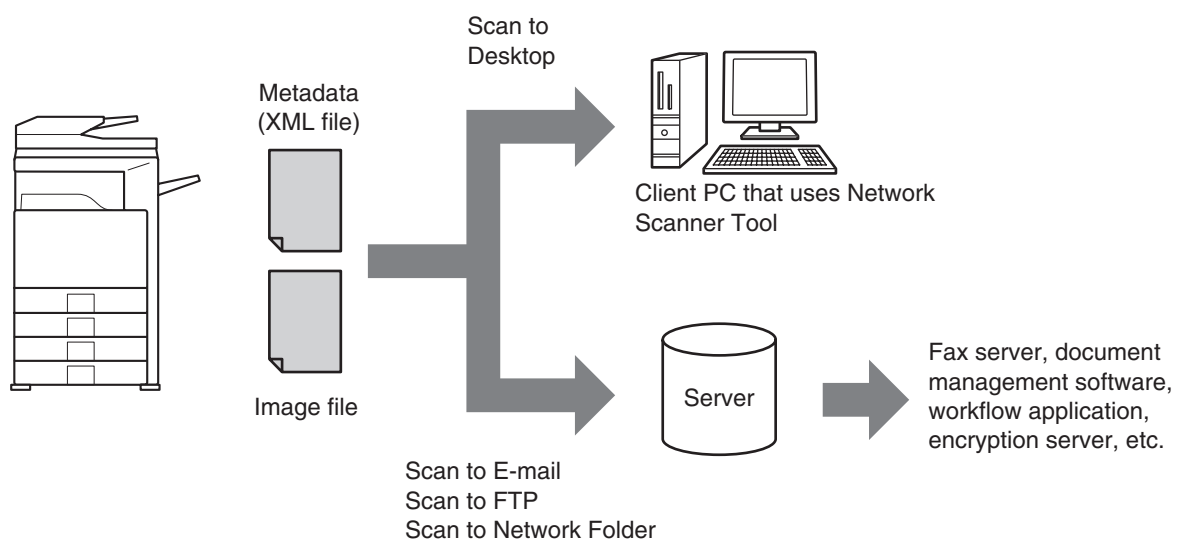 Scan to
Desktop
Metadata
(XML file)
Client PC that uses Network
Scanner Tool
Image file
Server
Fax server, document
management software,
workflow application,
encryption server, etc.
Scan to E-mail
Scan to FTP
Scan to Network Folder